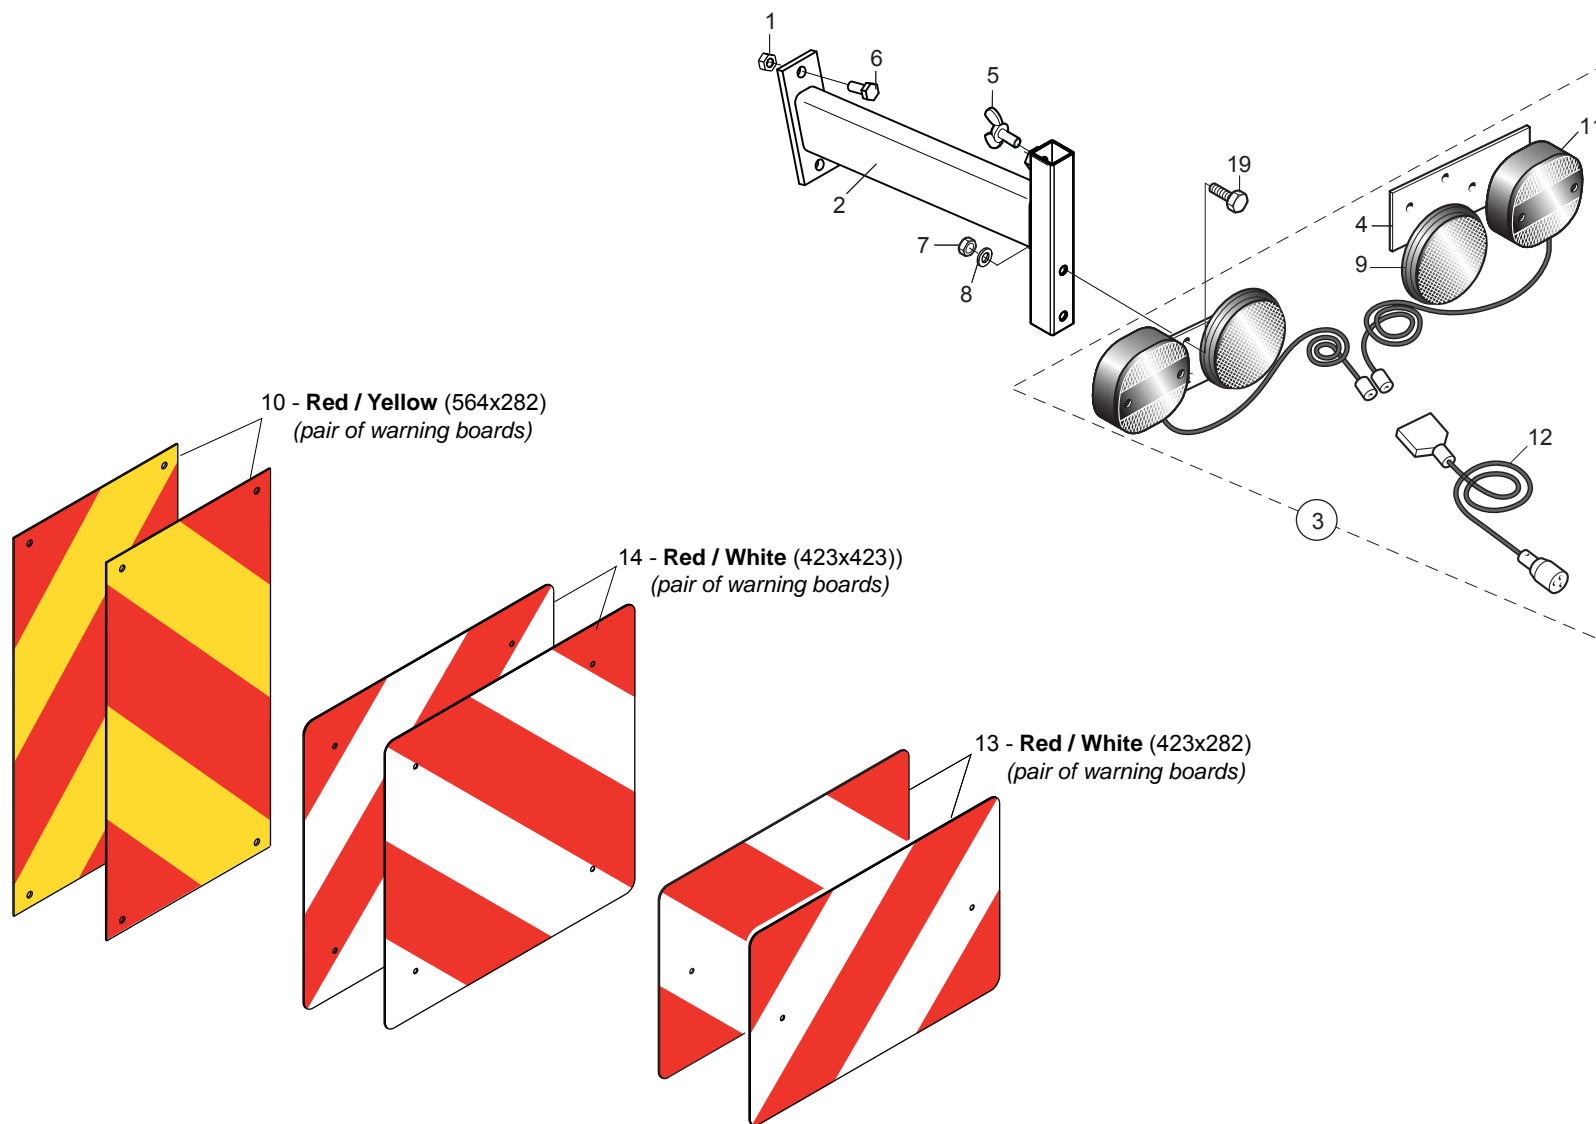 1
6
5
11
19
4
2
7
9
8
10 - Red / Yellow (564x282)
(pair of warning boards)
12
3
14 - Red / White (423x423))
(pair of warning boards)
13 - Red / White (423x282)
(pair of warning boards)